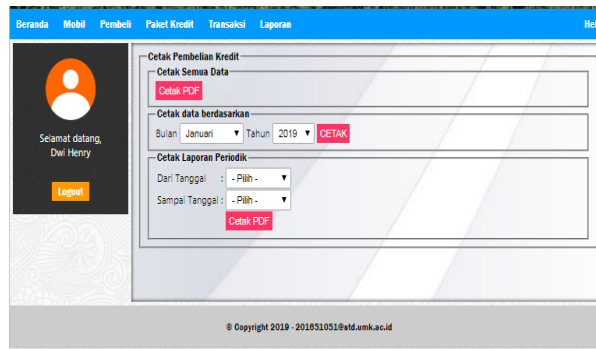 Beranda Mobil Pembeli Paket Kredit Transaksi Laporan
Selamat datang,
Dwi Henry
Logout
Cetak Pembelian Kredit
Cetak Semua Data
Cetak PDF
Cetak data berdasarkan
Bulan Januari Tahun 2019 CETAK
Cetak Laporan Periodik
Dari Tanggal : - Pilih -
Sampai Tanggal : - Pilih -
Cetak PDF
© Copyright 2019 - 201651051@std.umk.ac.id